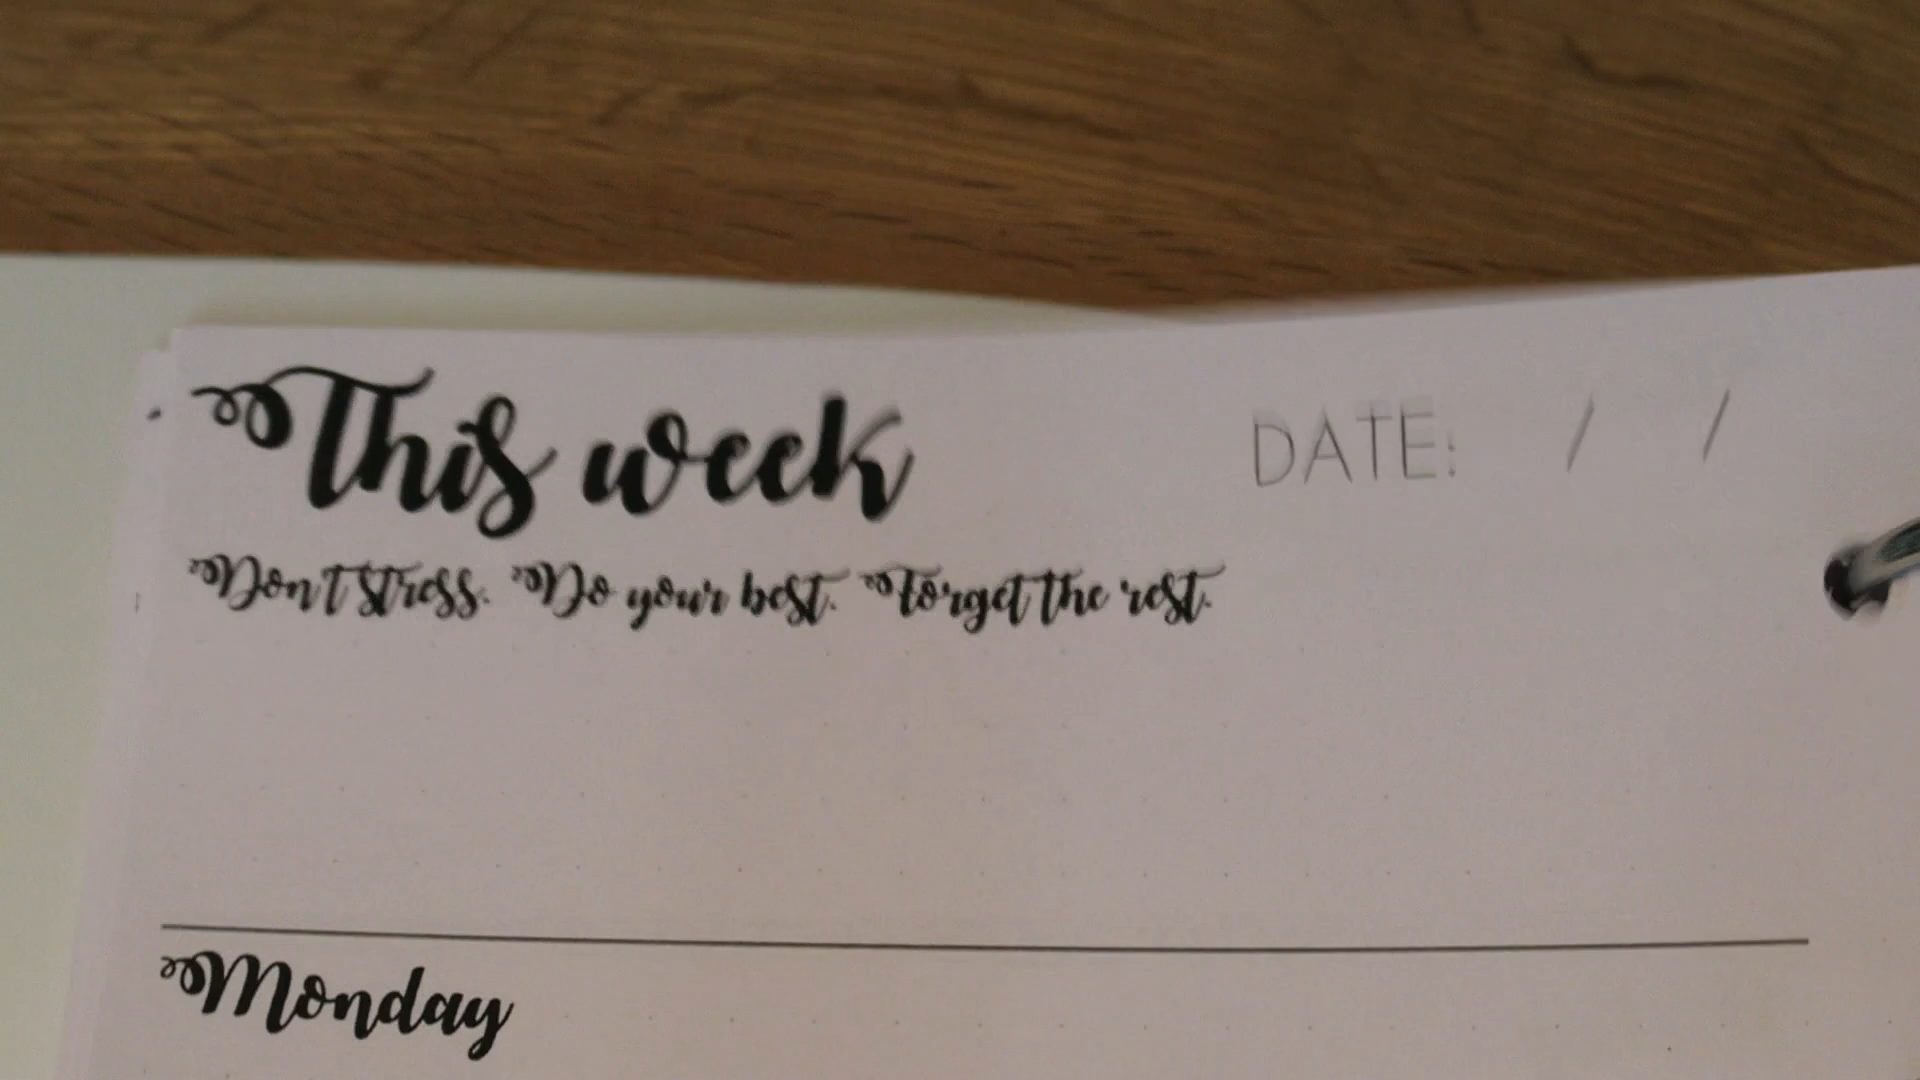 This week DATE: / /
Don't stress. Do your best. Forget the rest.
Monday